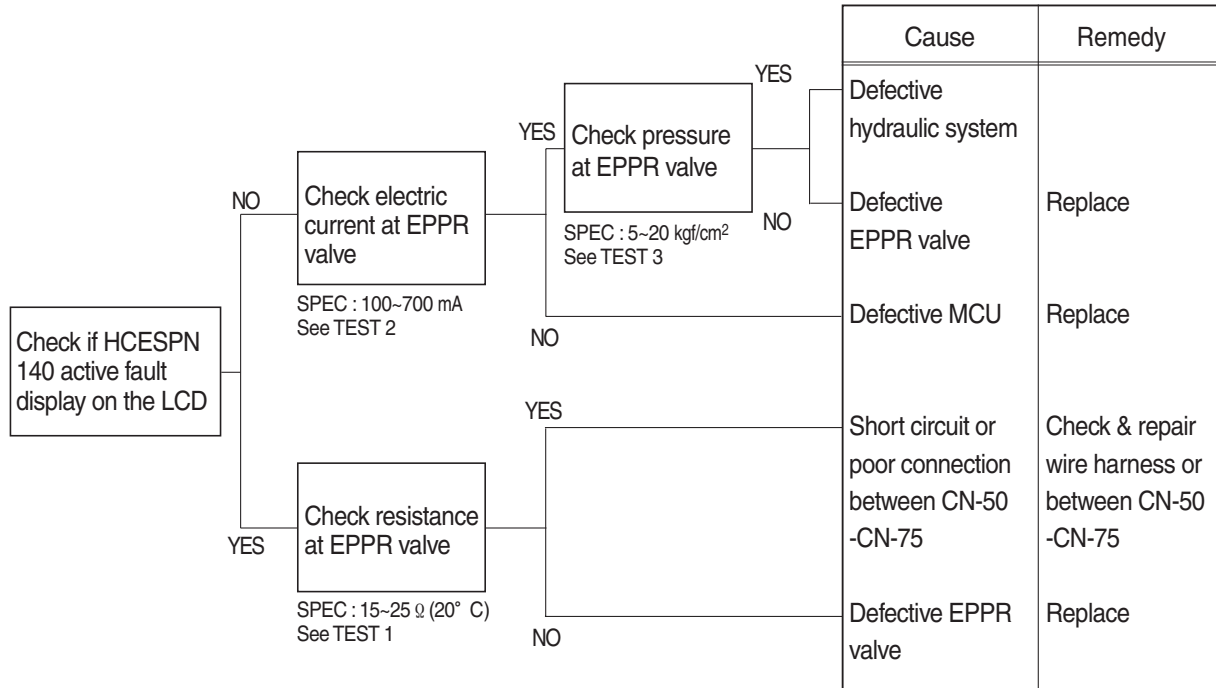 Cause
Remedy
YES
Defective
hydraulic system
YES
Check pressure
at EPPR valve
NO
Check electric
current at EPPR
valve
NO
Defective
EPPR valve
Replace
SPEC : 5~20 kgf/cm²
See TEST 3
SPEC : 100~700 mA
See TEST 2
Defective MCU
Replace
NO
Check if HCESPN
140 active fault
display on the LCD
YES
Short circuit or
poor connection
between CN-50
-CN-75
Check & repair
wire harness or
between CN-50
-CN-75
YES
Check resistance
at EPPR valve
SPEC : 15~25 Ω (20° C)
See TEST 1
NO
Defective EPPR
valve
Replace